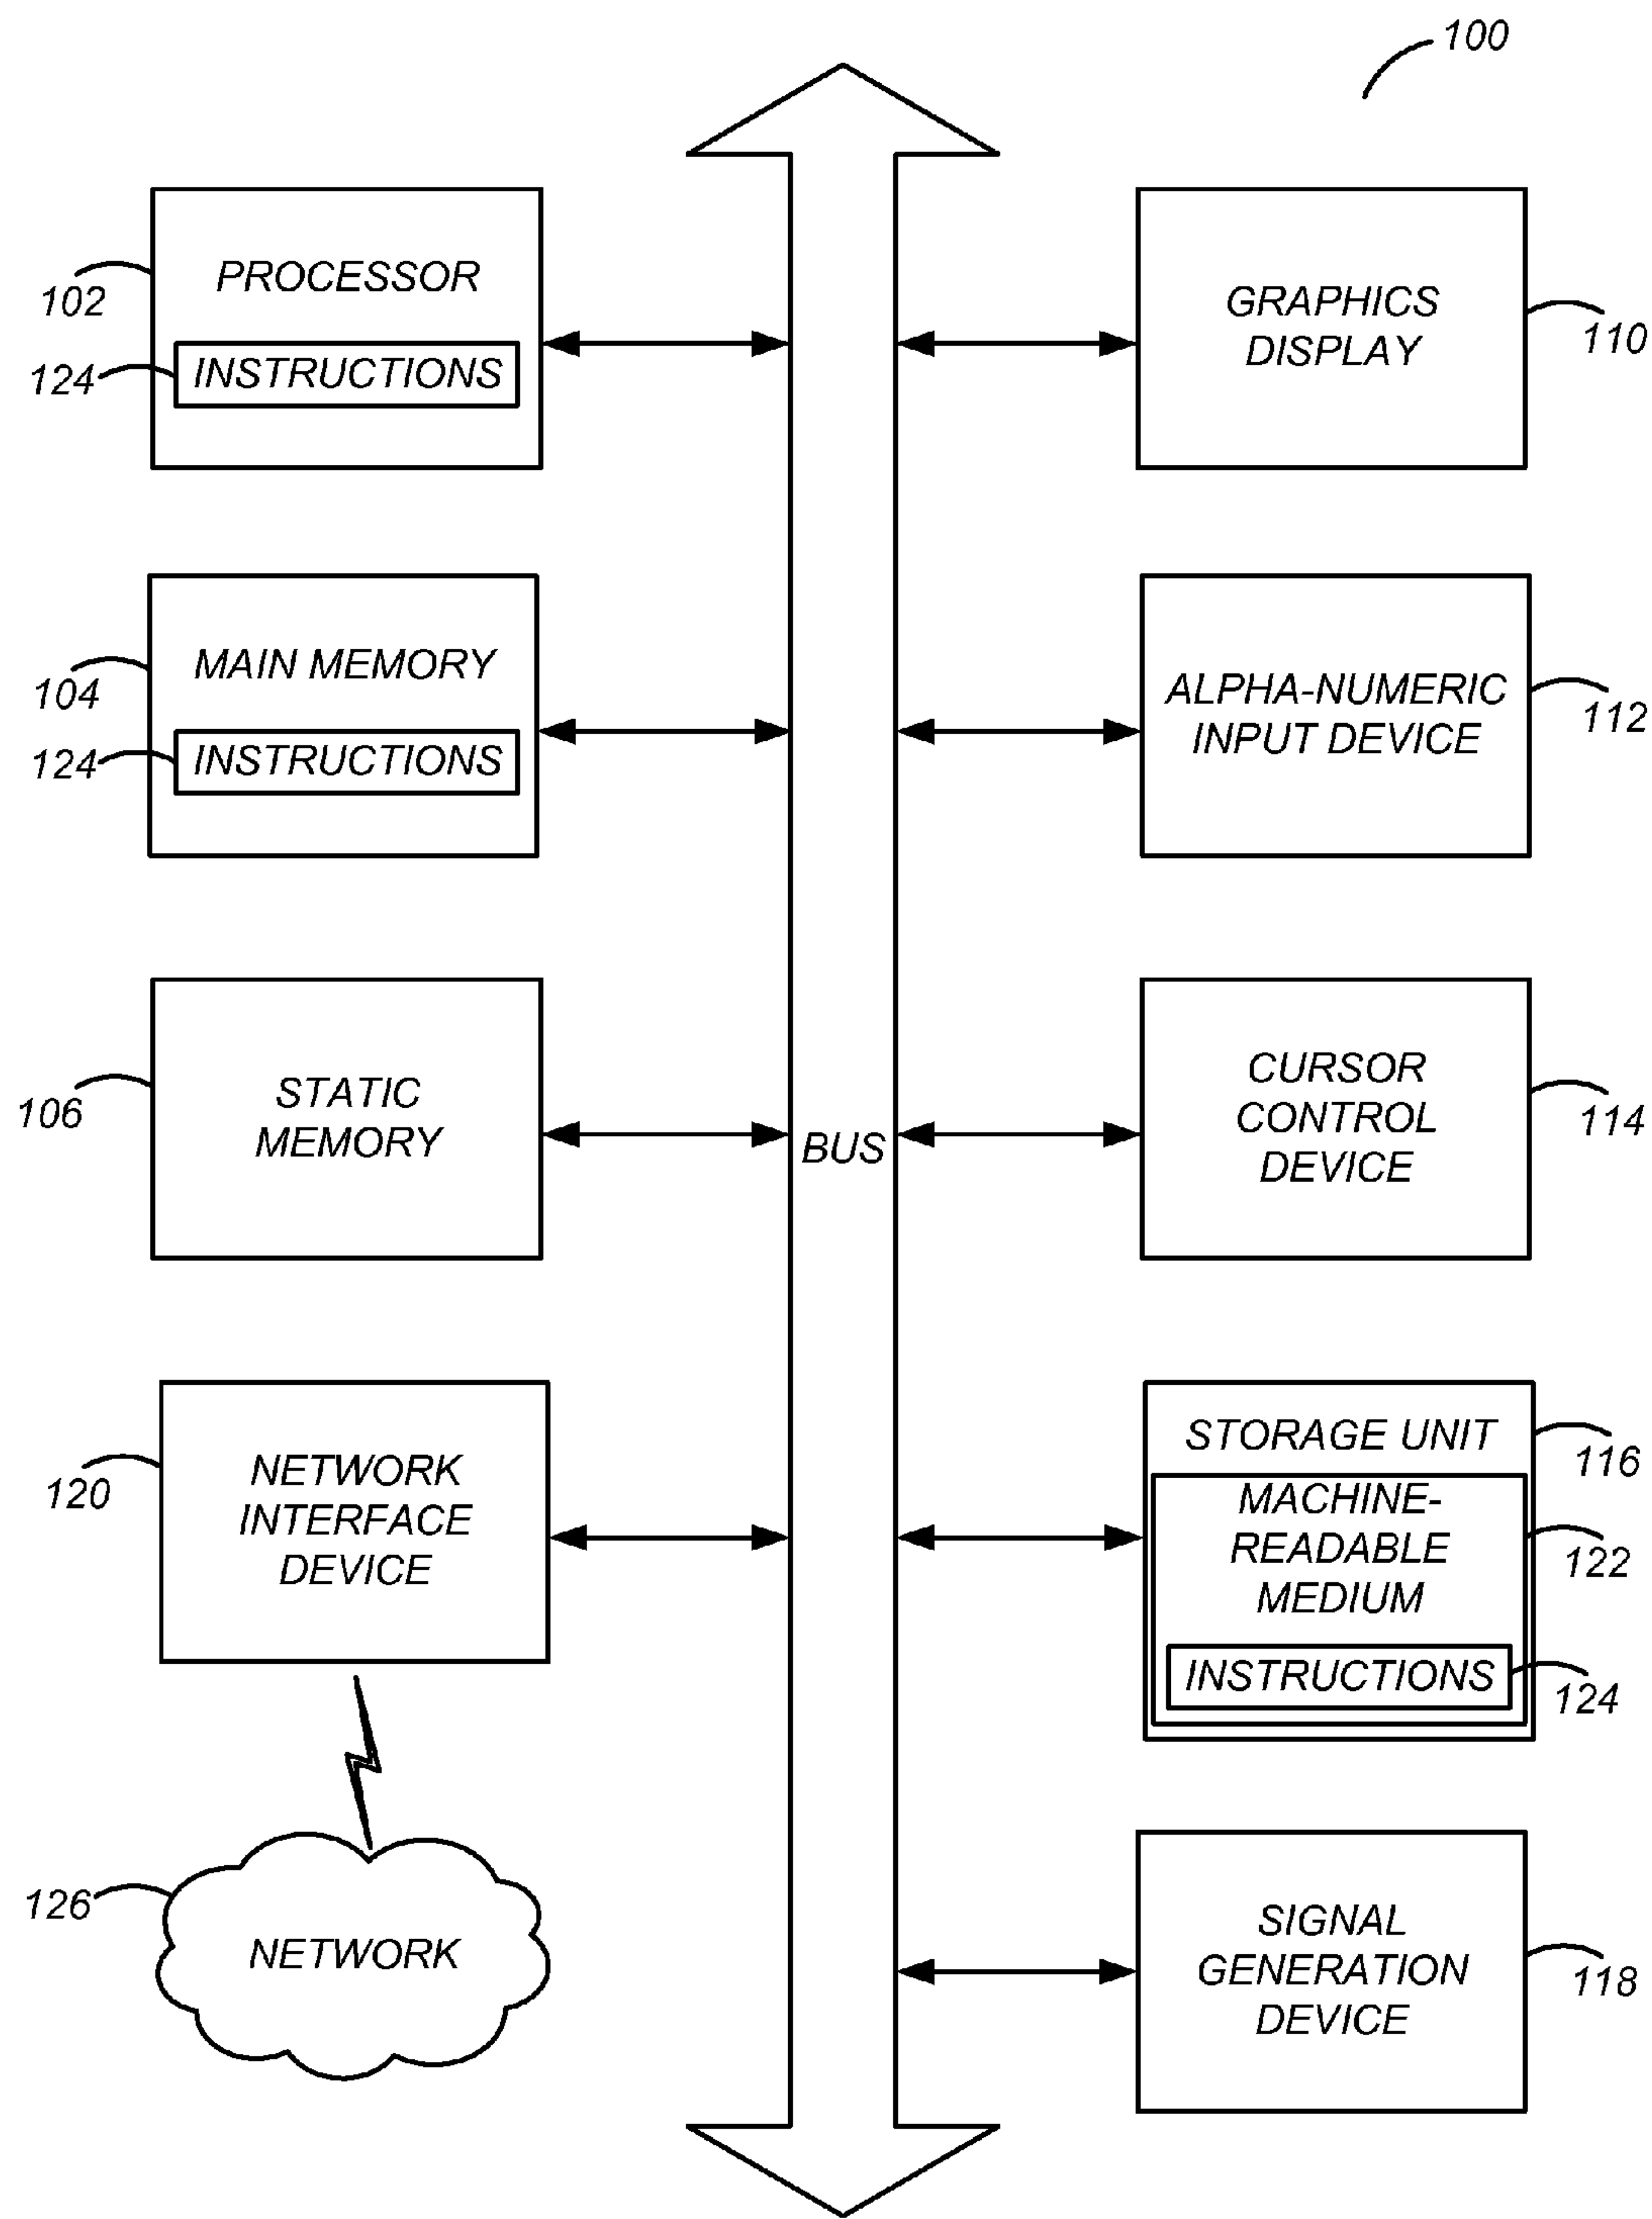 100
PROCESSOR
102
INSTRUCTIONS
124
GRAPHICS
DISPLAY
110
MAIN MEMORY
104
INSTRUCTIONS
124
ALPHA-NUMERIC
INPUT DEVICE
112
STATIC
MEMORY
106
BUS
CURSOR
CONTROL
DEVICE
114
NETWORK
INTERFACE
DEVICE
120
STORAGE UNIT
116
MACHINE-
READABLE
MEDIUM
122
INSTRUCTIONS
124
NETWORK
126
SIGNAL
GENERATION
DEVICE
118